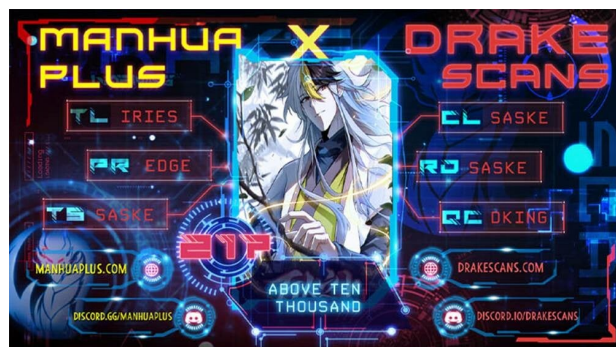 MANHUA X DRAKE
PLUS SCANS
TL IRIES
CL SASKE
PR EDGE
RD SASKE
TS SASKE
QC DKING
217
MANHUAPLUS.COM
DRAKESCANS.COM
ABOVE TEN
THOUSAND
DISCORD.GG/MANHUAPLUS
DISCORD.IO/DRAKESCANS